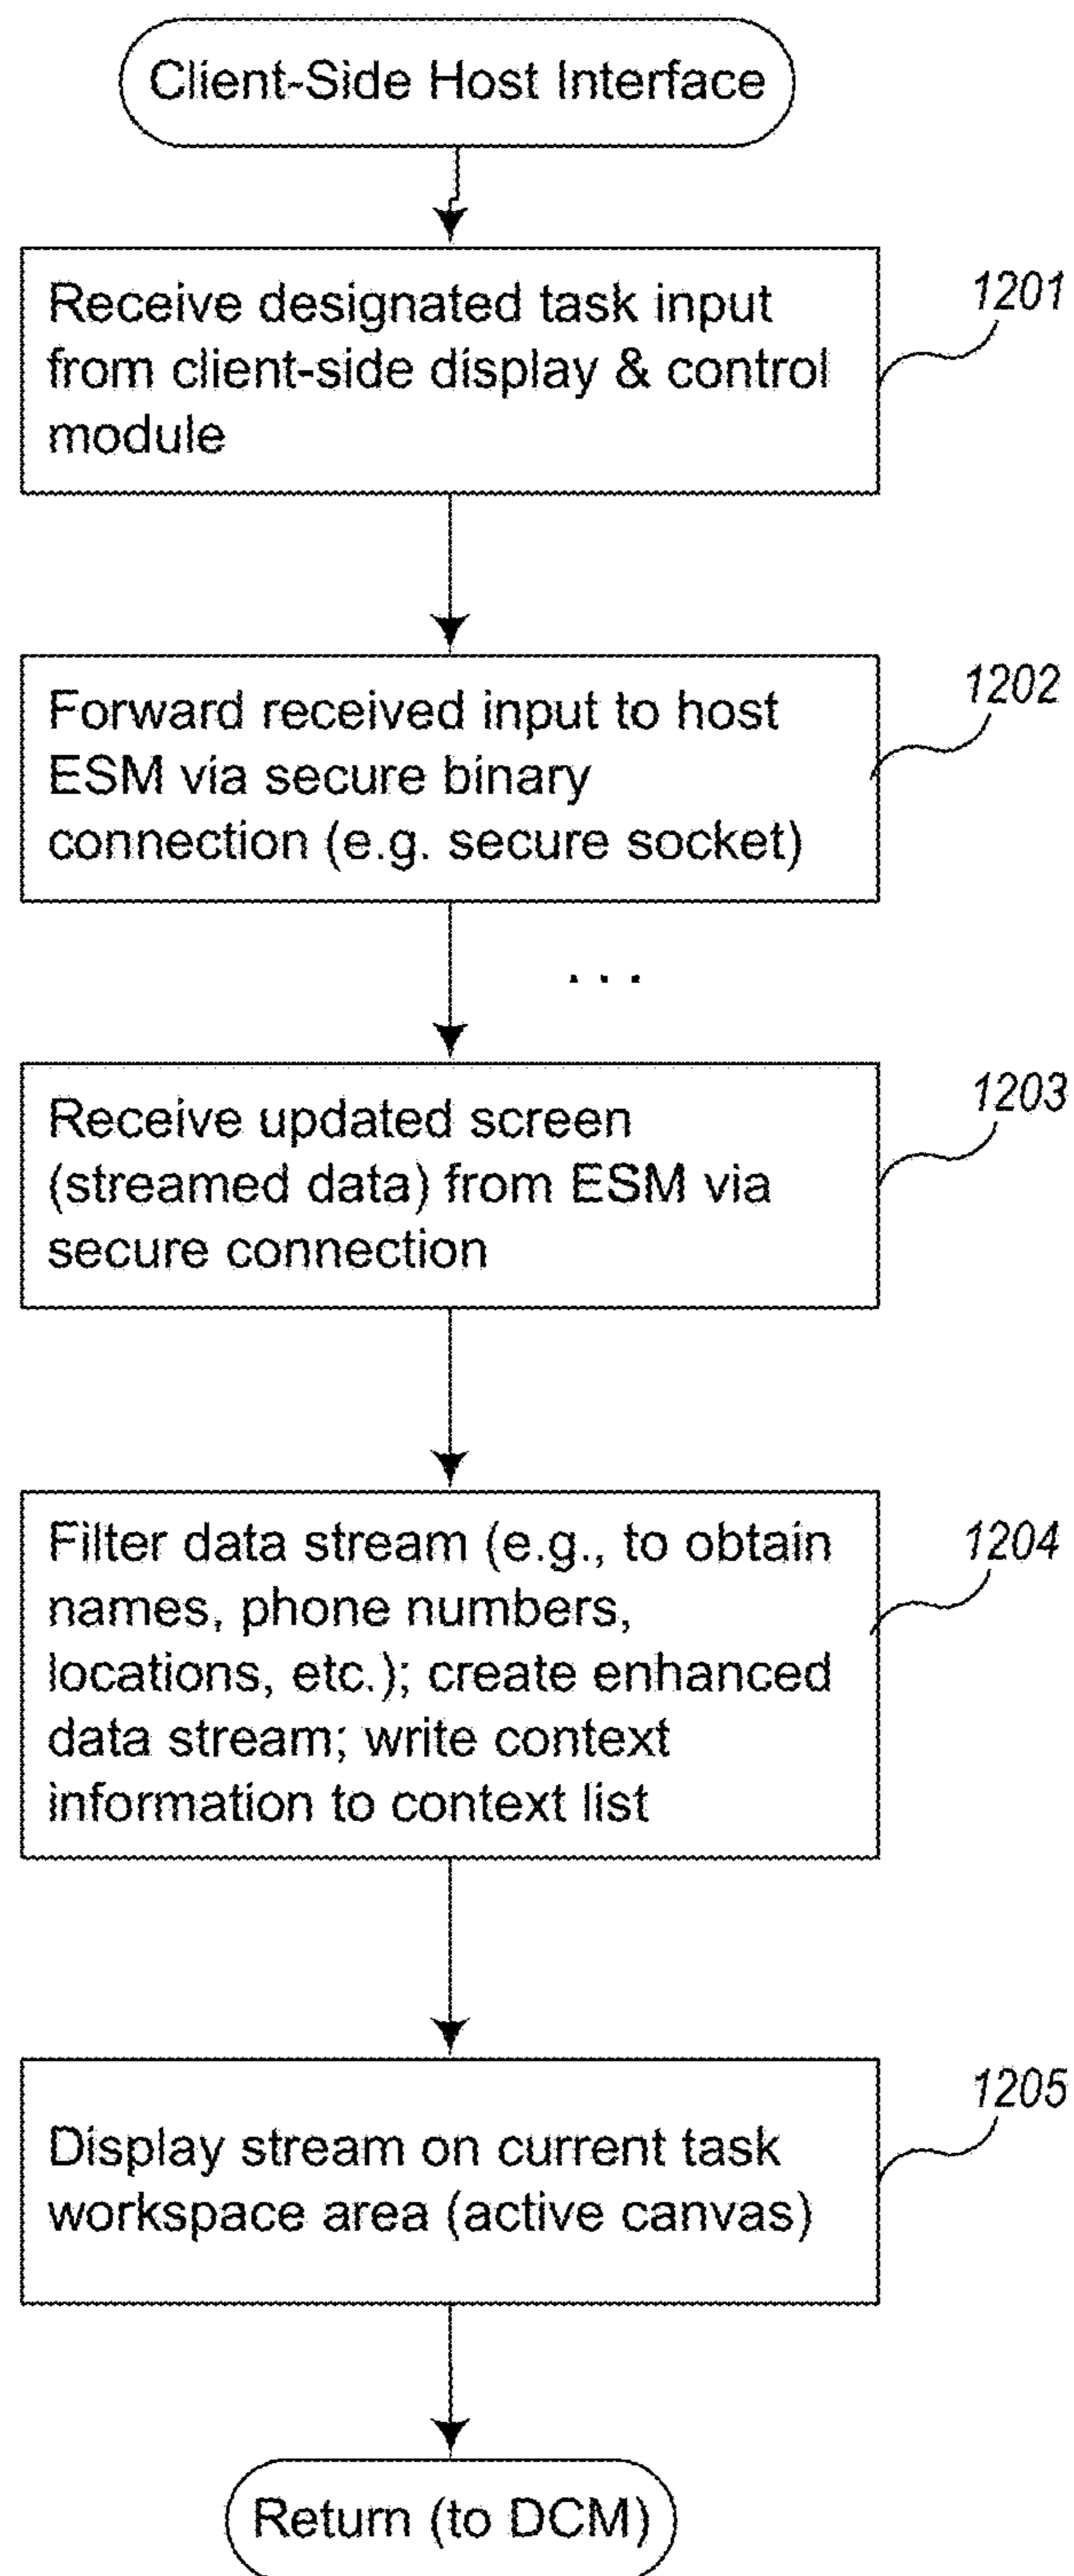 Client-Side Host Interface
Receive designated task input
from client-side display & control
module
1201
Forward received input to host
ESM via secure binary
connection (e.g. secure socket)
1202
...
Receive updated screen
(streamed data) from ESM via
secure connection
1203
Filter data stream (e.g., to obtain
names, phone numbers,
locations, etc.); create enhanced
data stream; write context
information to context list
1204
Display stream on current task
workspace area (active canvas)
1205
Return (to DCM)